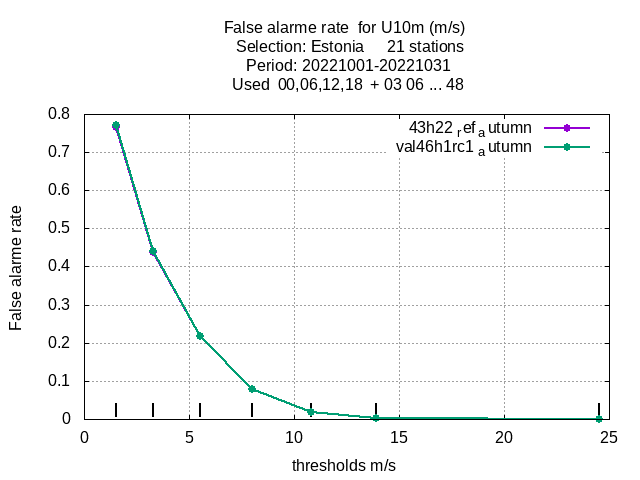 False alarme rate  for U10m (m/s)
Selection: Estonia     21 stations
Period: 20221001-20221031
Used  00,06,12,18  + 03 06 ... 48
43h22 ref autumn
val46h1rc1 autumn
0.8
0.7
0.6
0.5
0.4
0.3
0.2
0.1
0
False alarme rate
0 5 10 15 20 25
thresholds m/s